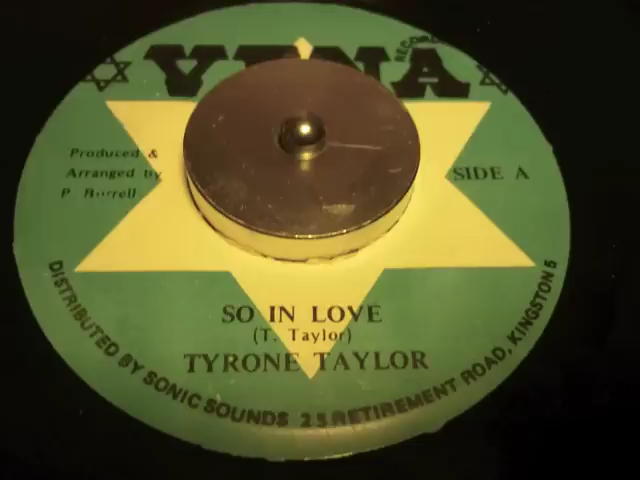 RECORDS
Produced &
Arranged by
P. Burrell
SIDE A
SO IN LOVE
(T. Taylor)
TYRONE TAYLOR
DISTRIBUTED BY SONIC SOUNDS 25 RETIREMENT ROAD, KINGSTON 5